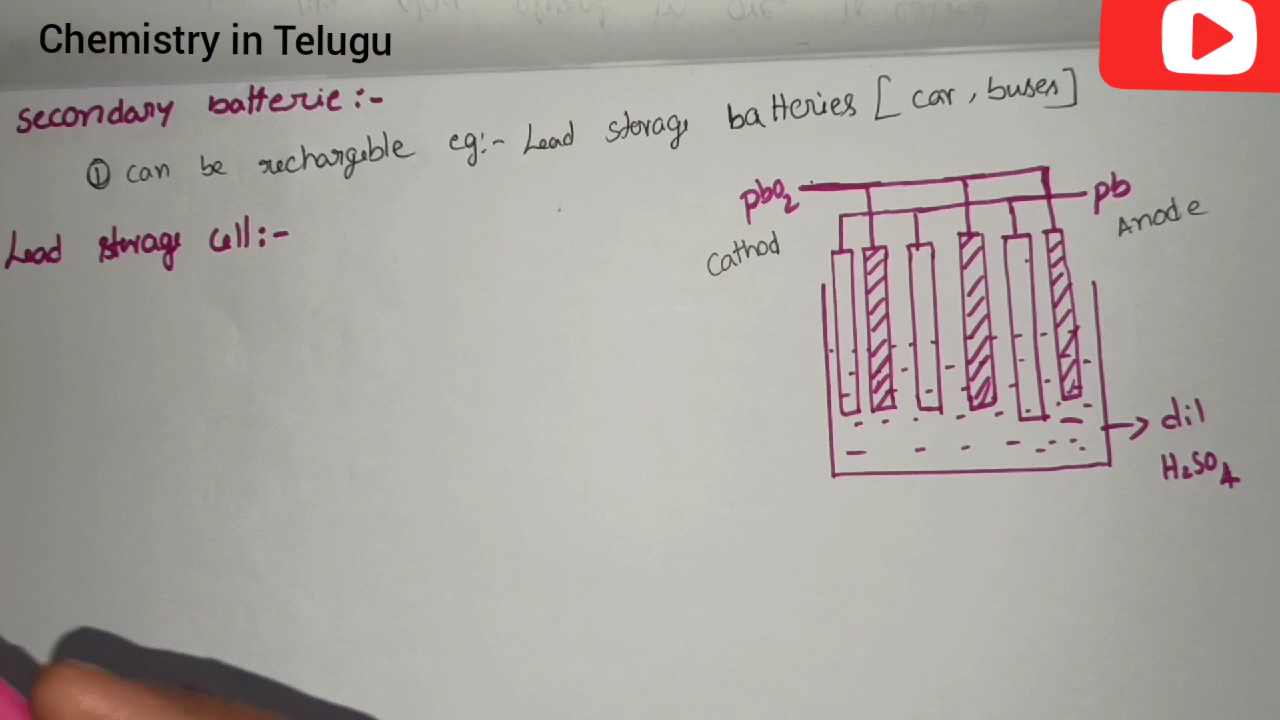 Chemistry in Telugu
secondary batterie:-
① can be rechargible eg:- Lead storage batteries [car, buses]
Lead storage cell:-
pbO2
pb
Cathod
Anode
dil
H2SO4